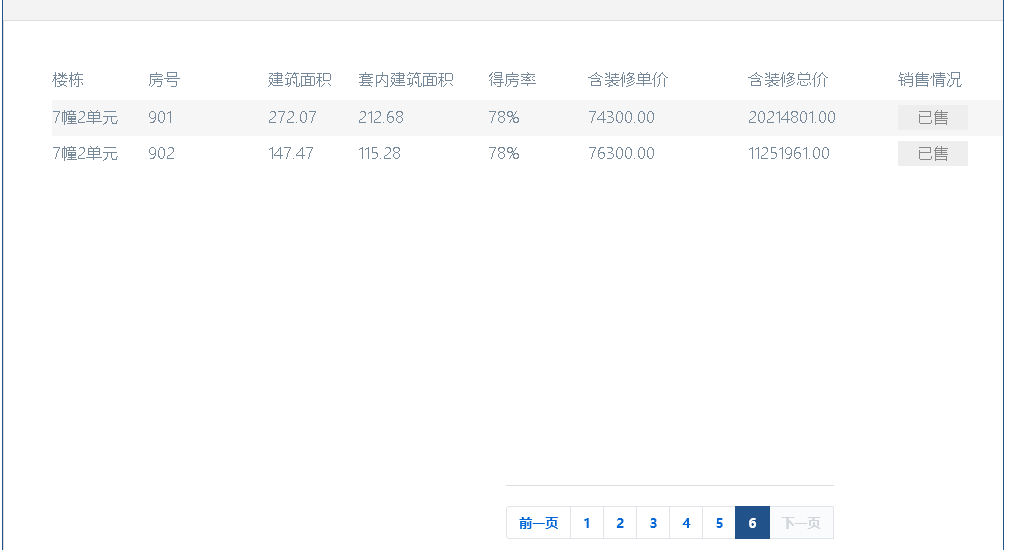 楼栋 房号 建筑面积 套内建筑面积 得房率 含装修单价 含装修总价 销售情况
7幢2单元 901 272.07 212.68 78% 74300.00 20214801.00 已售
7幢2单元 902 147.47 115.28 78% 76300.00 11251961.00 已售
前一页 1 2 3 4 5 6 下一页